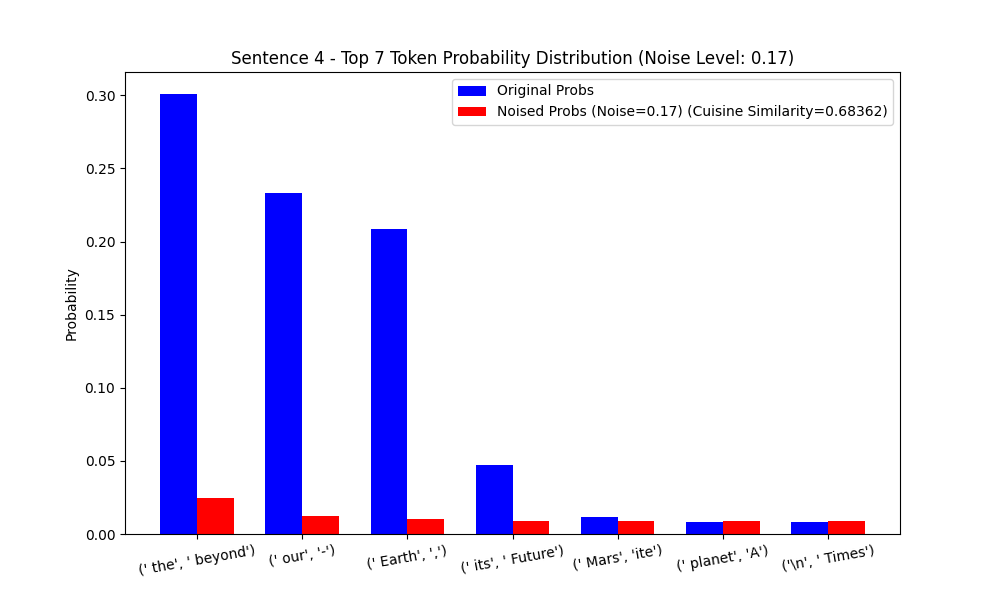 Sentence 4 - Top 7 Token Probability Distribution (Noise Level: 0.17)
Original Probs
Noised Probs (Noise=0.17) (Cuisine Similarity=0.68362)
Probability
0.30
0.25
0.20
0.15
0.10
0.05
0.00
(' the', ' beyond')
(' our', '-')
(' Earth', ',')
(' its', ' Future')
(' Mars', 'ite')
(' planet', 'A')
('\n', ' Times')